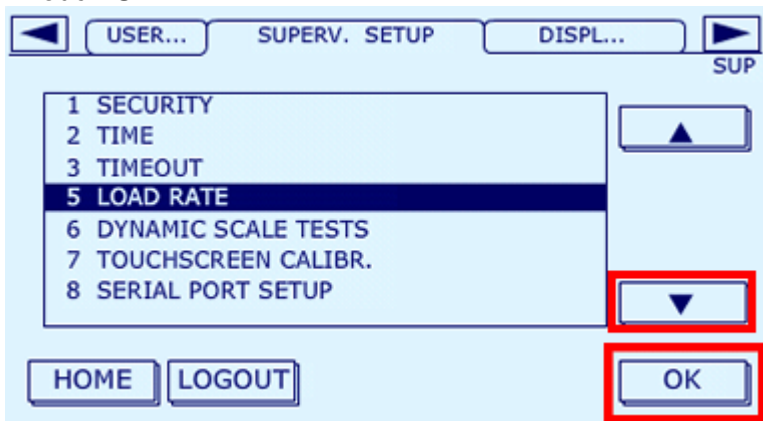 USER... SUPERV. SETUP DISPL...
SUP
1 SECURITY
2 TIME
3 TIMEOUT
5 LOAD RATE
6 DYNAMIC SCALE TESTS
7 TOUCHSCREEN CALIBR.
8 SERIAL PORT SETUP
HOME LOGOUT OK